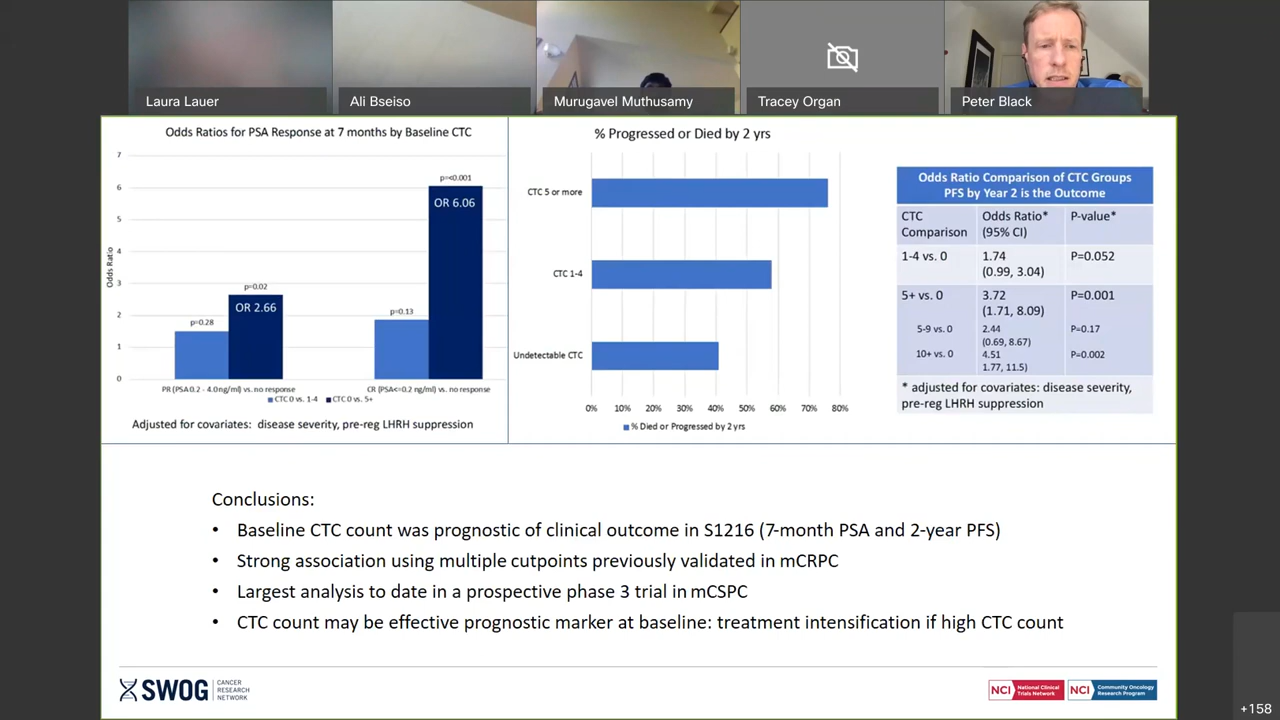 Laura Lauer
Ali Bseiso
Murugavel Muthusamy
Tracey Organ
Peter Black
Odds Ratios for PSA Response at 7 months by Baseline CTC
7
6
5
4
3
2
1
0
Odds Ratio
p=0.28
p=0.02
OR 2.66
p=0.13
p=<0.001
OR 6.06
PR (PSA 0.2 - 4.0 ng/ml) vs. no response
CR (PSA<=0.2 ng/ml) vs. no response
CTC 0 vs. 1-4
CTC 0 vs. 5+
Adjusted for covariates: disease severity, pre-reg LHRH suppression
% Progressed or Died by 2 yrs
CTC 5 or more
CTC 1-4
Undetectable CTC
0% 10% 20% 30% 40% 50% 60% 70% 80%
% Died or Progressed by 2 yrs
Odds Ratio Comparison of CTC Groups
PFS by Year 2 is the Outcome
CTC Comparison
Odds Ratio* (95% CI)
P-value*
1-4 vs. 0
1.74
(0.99, 3.04)
P=0.052
5+ vs. 0
3.72
(1.71, 8.09)
P=0.001
5-9 vs. 0
2.44
(0.69, 8.67)
P=0.17
10+ vs. 0
4.51
1.77, 11.5)
P=0.002
* adjusted for covariates: disease severity,
pre-reg LHRH suppression
Conclusions:
• Baseline CTC count was prognostic of clinical outcome in S1216 (7-month PSA and 2-year PFS)
• Strong association using multiple cutpoints previously validated in mCRPC
• Largest analysis to date in a prospective phase 3 trial in mCSPC
• CTC count may be effective prognostic marker at baseline: treatment intensification if high CTC count
SWOG
CANCER
RESEARCH
NETWORK
NCI National Clinical
Trials Network
NCI Community Oncology
Research Program
+158